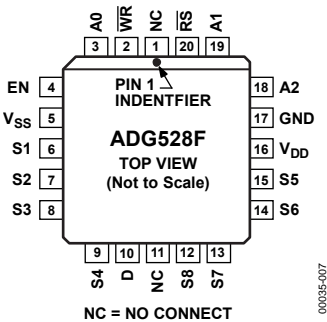 A0 WR NC RS A1
3 2 1 20 19
EN 4 PIN 1 18 A2
INDENTFIER
VSS 5 17 GND
ADG528F
S1 6 TOP VIEW 16 VDD
S2 7 (Not to Scale) 15 S5
S3 8 14 S6
9 10 11 12 13
S4 D NC S8 S7
NC = NO CONNECT
00035-007